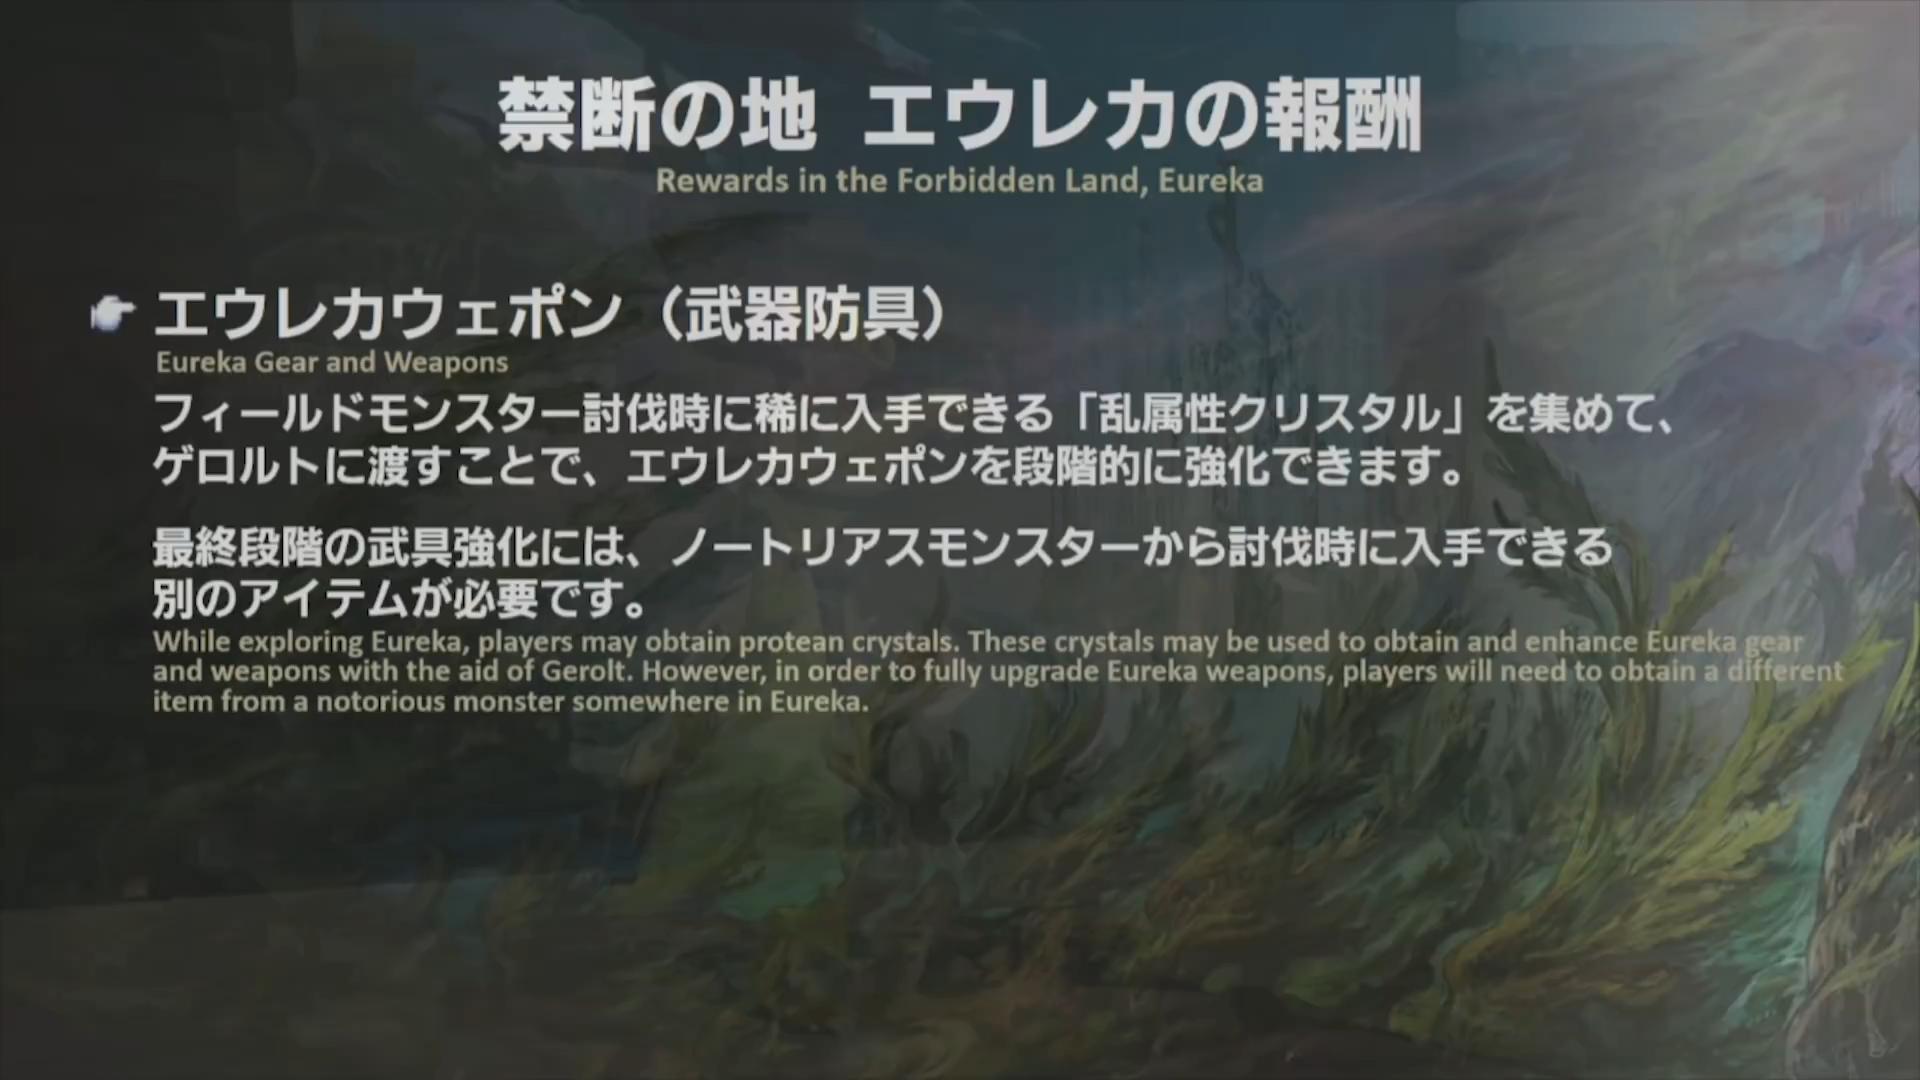 禁断の地 エウレカの報酬
Rewards in the Forbidden Land, Eureka
エウレカウェポン（武器防具）
Eureka Gear and Weapons
フィールドモンスター討伐時に稀に入手できる「乱属性クリスタル」を集めて、
ゲロルトに渡すことで、エウレカウェポンを段階的に強化できます。
最終段階の武具強化には、ノートリアスモンスターから討伐時に入手できる
別のアイテムが必要です。
While exploring Eureka, players may obtain protean crystals. These crystals may be used to obtain and enhance Eureka gear
and weapons with the aid of Gerolt. However, in order to fully upgrade Eureka weapons, players will need to obtain a different
item from a notorious monster somewhere in Eureka.